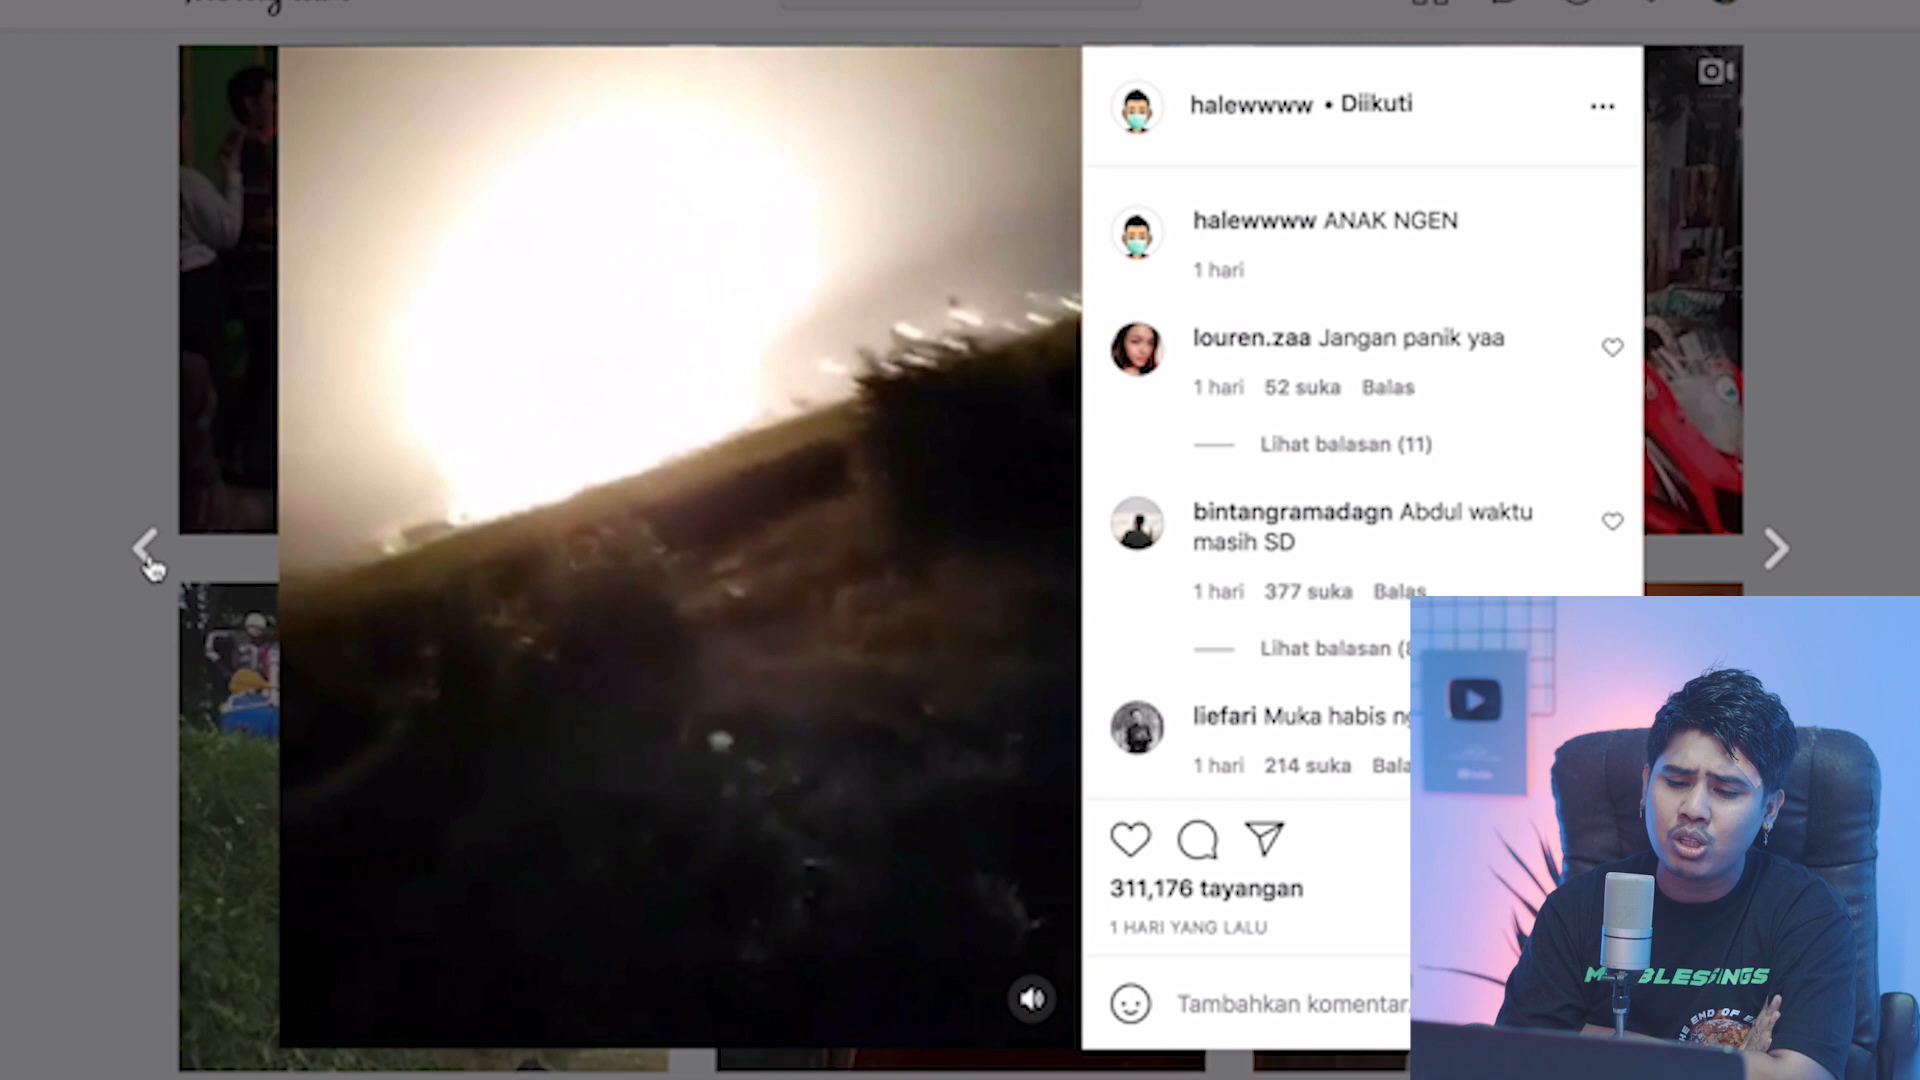 halewwww • Diikuti
halewwww ANAK NGEN
1 hari
louren.zaa Jangan panik yaa
1 hari 52 suka Balas
Lihat balasan (11)
bintangramadagn Abdul waktu
masih SD
1 hari 377 suka Balas
Lihat balasan
liefari Muka habis
1 hari 214 suka
311,176 tayangan
1 HARI YANG LALU
Tambahkan komentar.
BLESSINGS
END OF